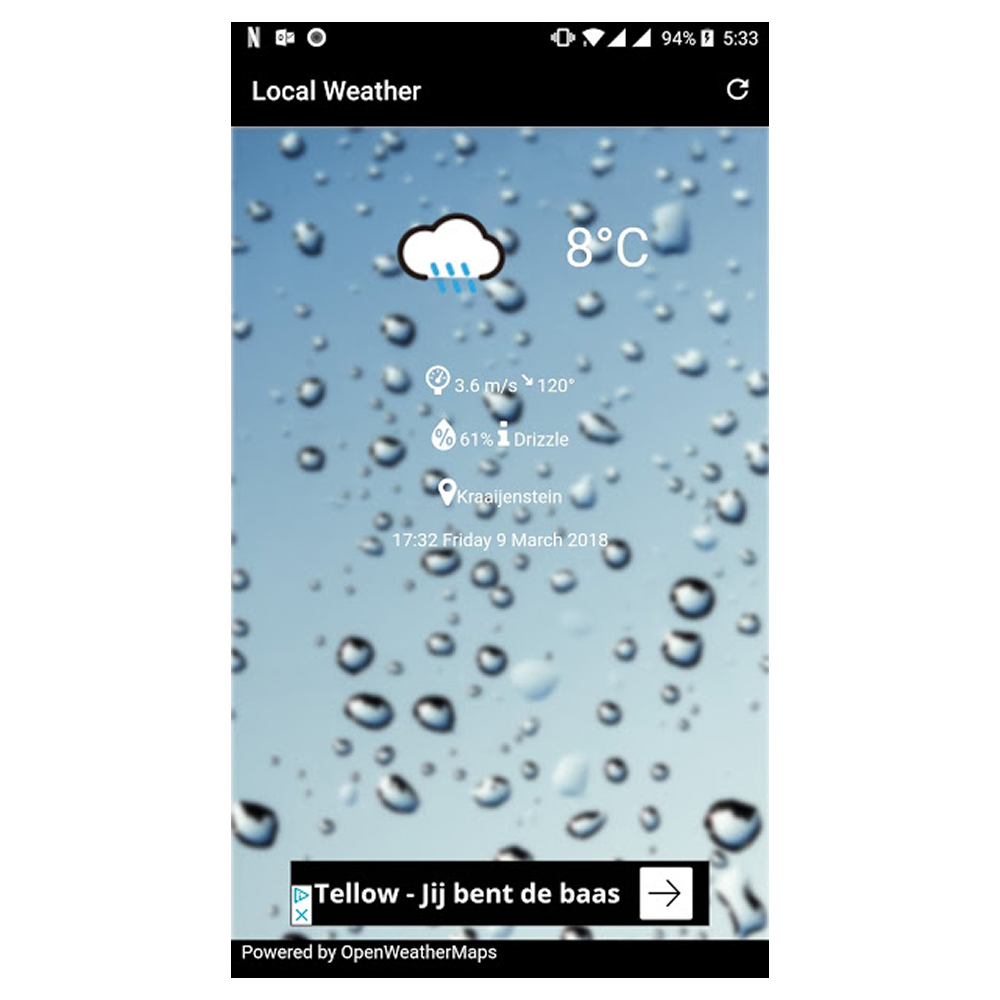 94% 5:33
Local Weather
8°C
3.6 m/s 120°
% 61% Drizzle
Kraaijenstein
17:32 Friday 9 March 2018
Tellow - Jij bent de baas
Powered by OpenWeatherMaps